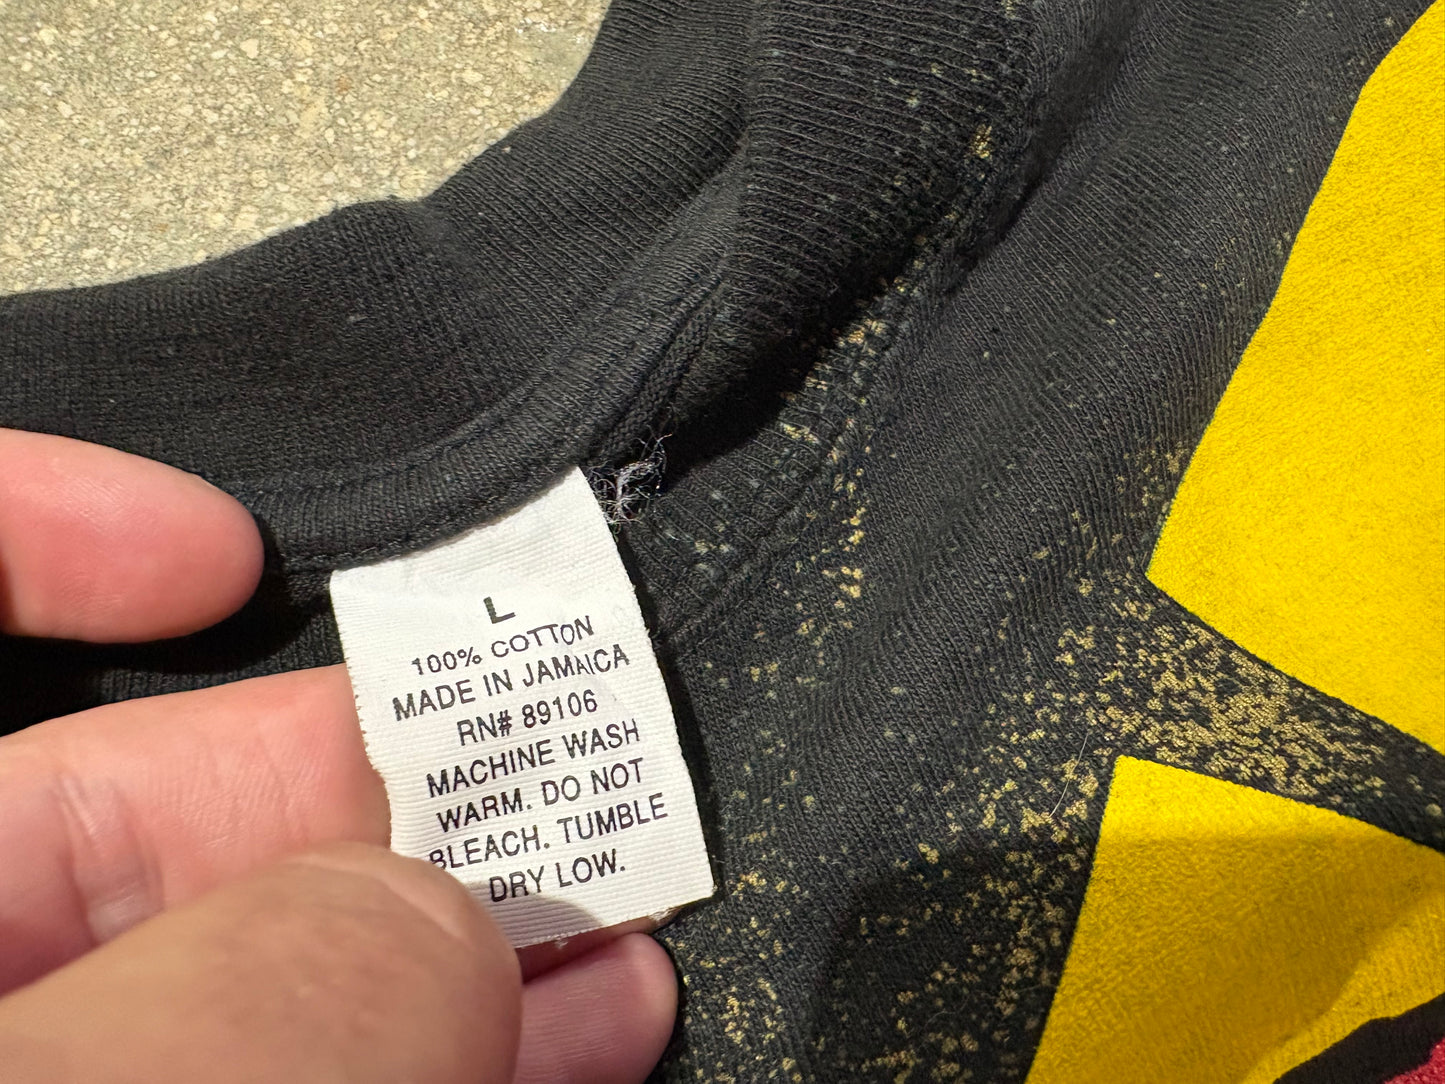 L
100% COTTON
MADE IN JAMAICA
RN# 89106
MACHINE WASH
WARM. DO NOT
BLEACH. TUMBLE
DRY LOW.